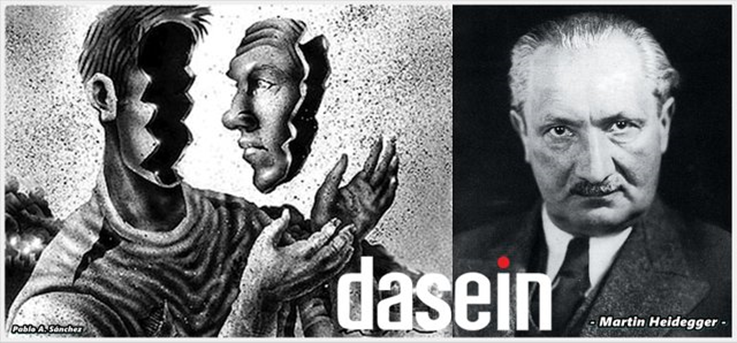 Pablo A. Sánchez
dasein
- Martin Heidegger -